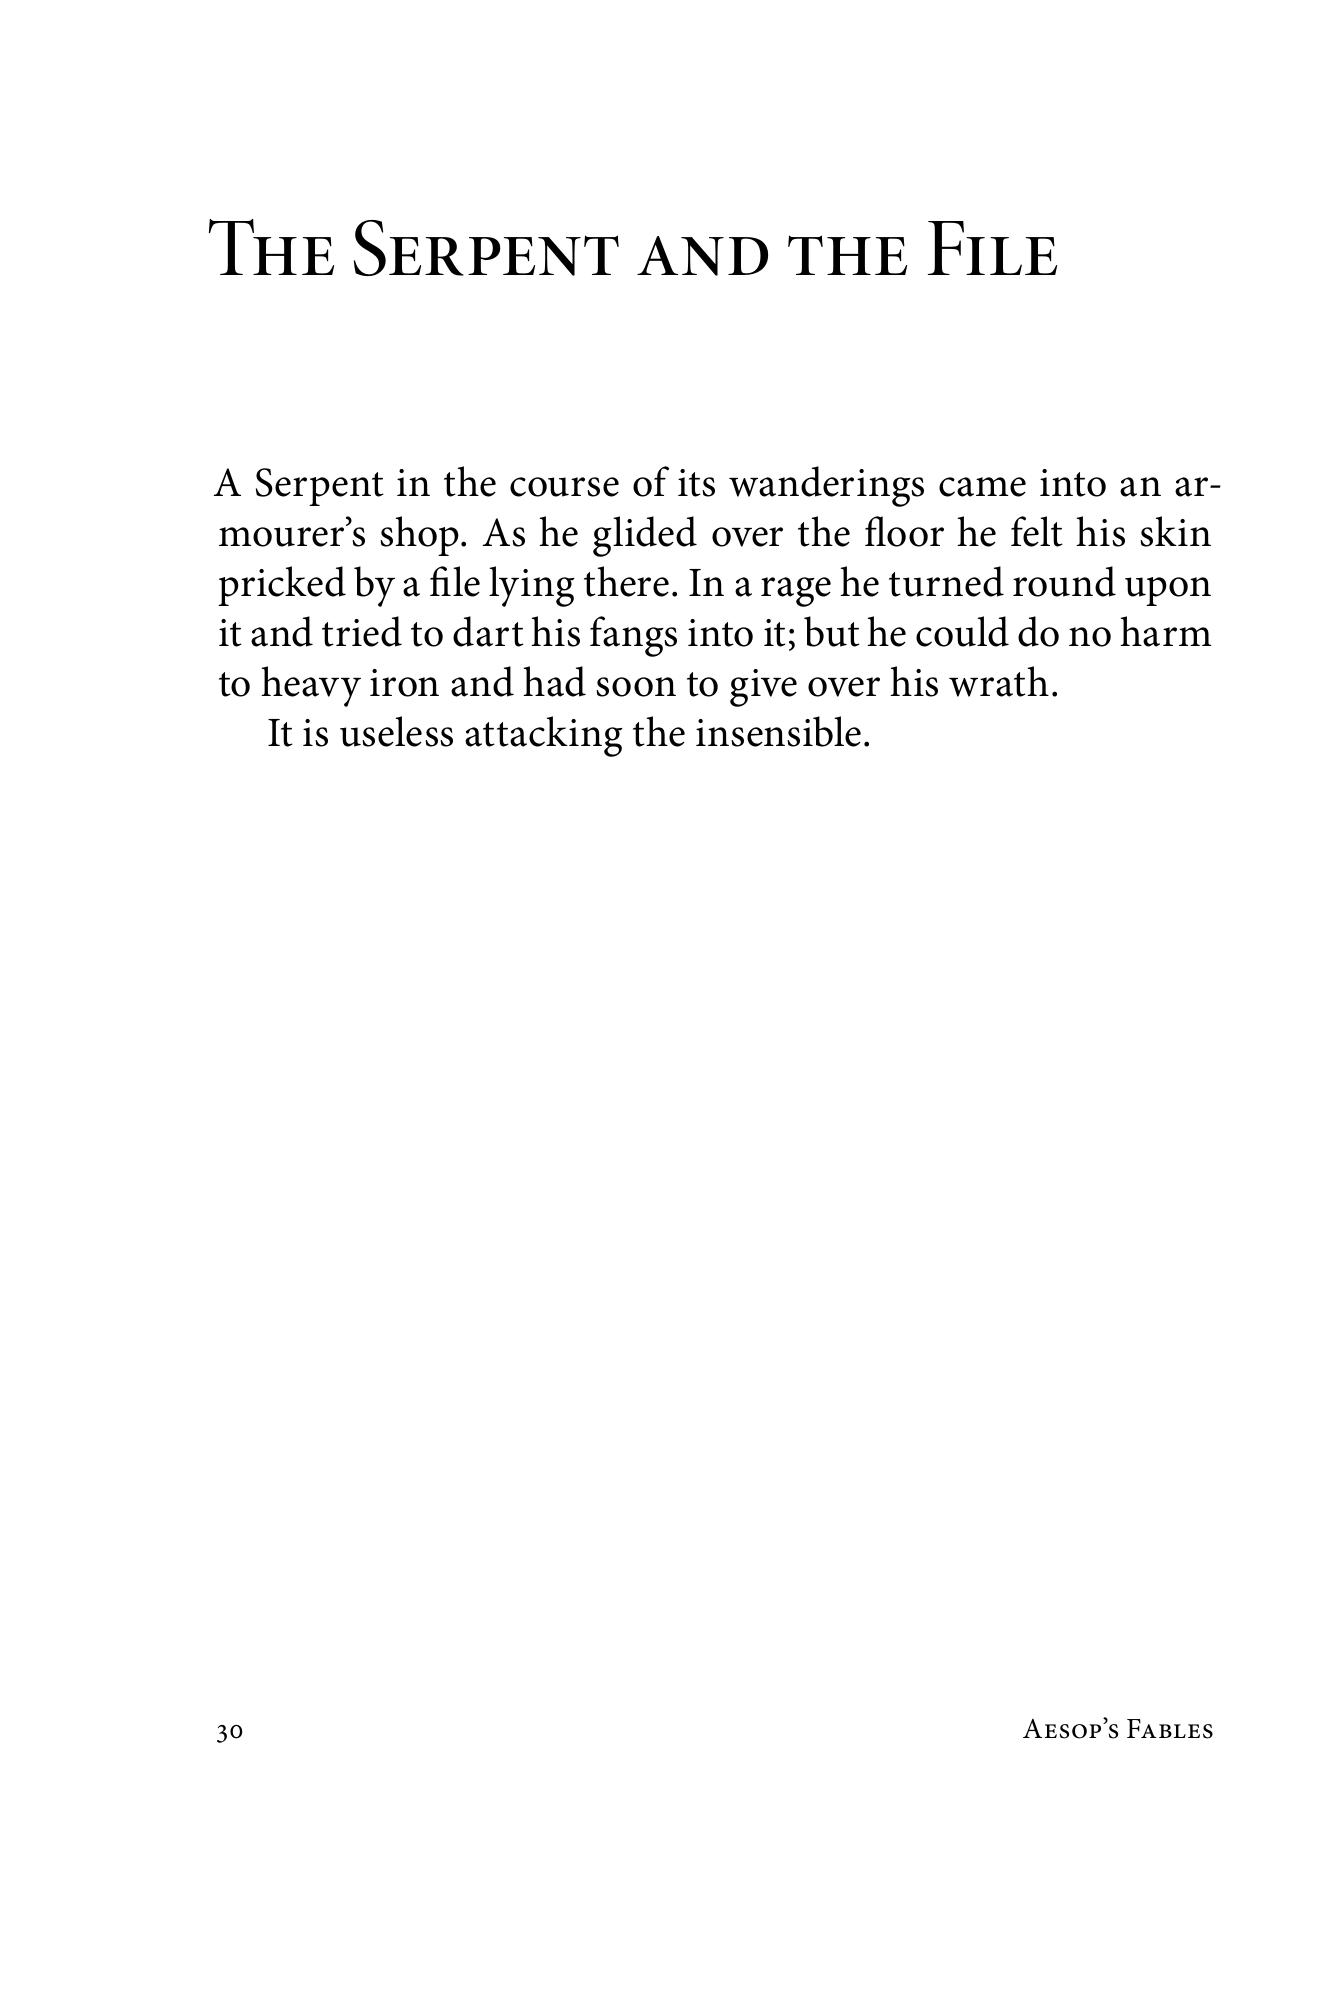 The Serpent and the File
A Serpent in the course of its wanderings came into an ar-
mourer’s shop. As he glided over the floor he felt his skin
pricked by a file lying there. In a rage he turned round upon
it and tried to dart his fangs into it; but he could do no harm
to heavy iron and had soon to give over his wrath.
It is useless attacking the insensible.
30 Aesop’s Fables